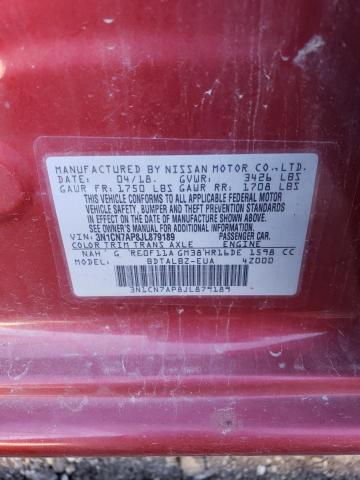 MANUFACTURED BY NISSAN MOTOR CO.,LTD.
DATE: 04/18. GVWR: 3426 LBS
GAWR FR: 1750 LBS GAWR RR: 1708 LBS
THIS VEHICLE CONFORMS TO ALL APPLICABLE FEDERAL MOTOR
VEHICLE SAFETY, BUMPER AND THEFT PREVENTION STANDARDS
IN EFFECT ON THE DATE OF MANUFACTURE SHOWN ABOVE.
SEE OWNER'S MANUAL FOR ADDITIONAL INFORMATION.
VIN: 3N1CN7AP8JL879189 PASSENGER CAR.
COLOR TRIM TRANS AXLE ENGINE
NAH G RE0F11A GM38 HR16DE 1598 CC
BDTALBZ-EUA 4Z000
3N1CN7AP8JL879189